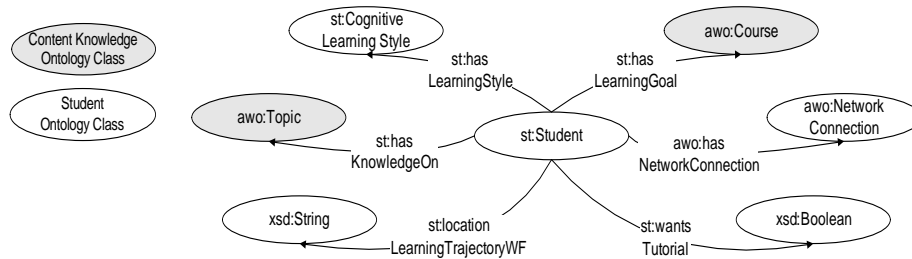 Content Knowledge
Ontology Class
Student
Ontology Class
st:Cognitive
Learning Style
awo:Course
st:has
LearningStyle
st:has
LearningGoal
awo:Topic
st:Student
awo:Network
Connection
st:has
KnowledgeOn
awo:has
NetworkConnection
xsd:String
st:location
LearningTrajectoryWF
st:wants
Tutorial
xsd:Boolean